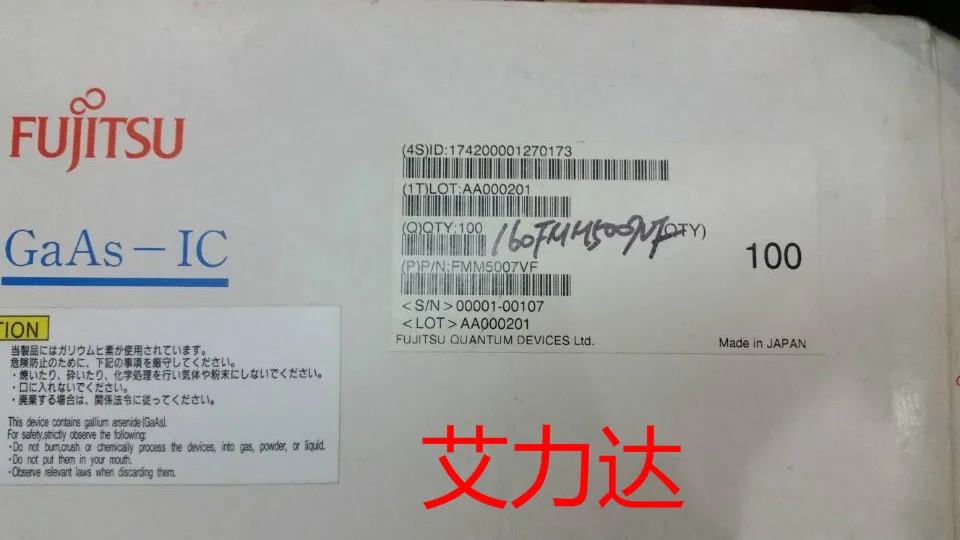 FUJITSU
GaAs－IC
(4S)ID:174200001270173
(1T)LOT:AA000201
(Q)QTY:100
(QTY)
100
(P)P/N:FMM5007VF
＜S/N＞00001-00107
＜LOT＞AA000201
FUJITSU QUANTUM DEVICES Ltd.
Made in JAPAN
TION
当製品にはガリウムヒ素が使用されています。
危険防止のために、下記の事項を厳守してください。
・焼いたり、砕いたり、化学処理を行い気体や粉末にしないでください。
・口に入れないでください。
・廃棄する場合は、関係法令に従ってください。
This device contains gallium arsenide(GaAs).
For safety,strictly observe the following:
・Do not burn,crush or chemically process the devices, into gas, powder, or liquid.
・Do not put them in your mouth.
・Observe relevant laws when discarding them.
艾力达